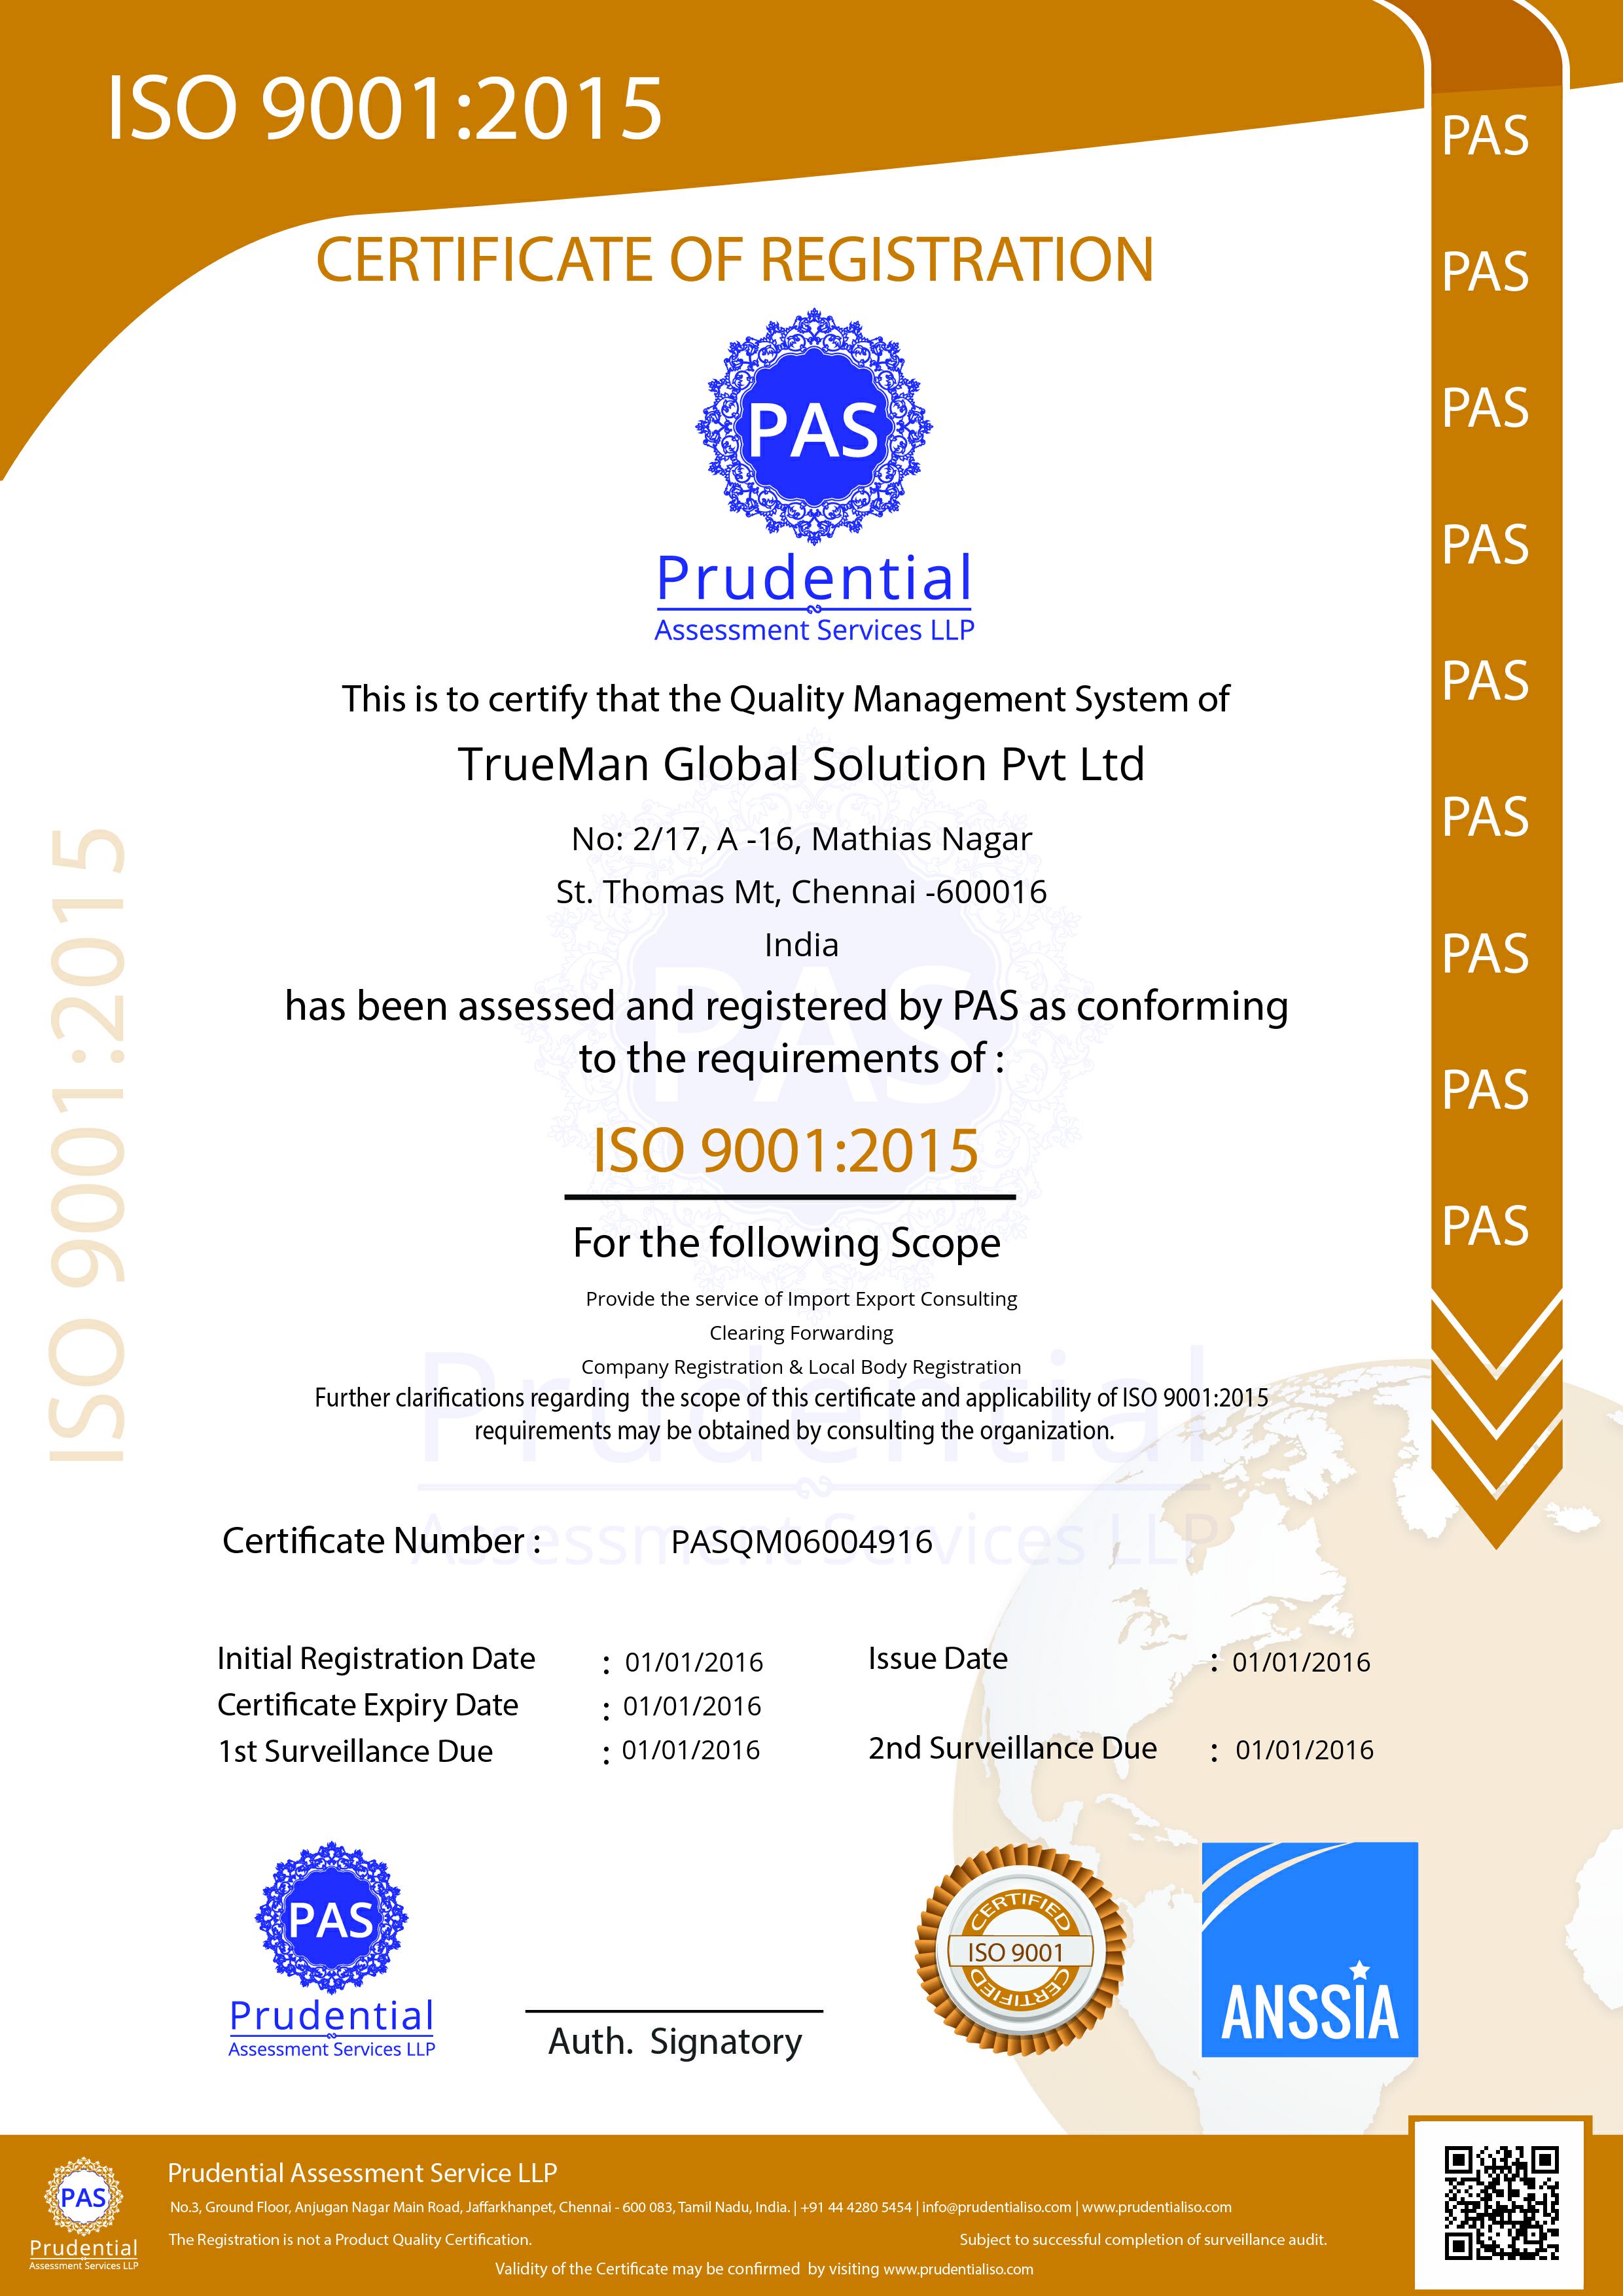 ISO 9001:2015
CERTIFICATE OF REGISTRATION
PAS
Prudential
Assessment Services LLP
This is to certify that the Quality Management System of
TrueMan Global Solution Pvt Ltd
No: 2/17, A -16, Mathias Nagar
St. Thomas Mt, Chennai -600016
India
has been assessed and registered by PAS as conforming
to the requirements of :
ISO 9001:2015
For the following Scope
Provide the service of Import Export Consulting
Clearing Forwarding
Company Registration & Local Body Registration
Further clarifications regarding the scope of this certificate and applicability of ISO 9001:2015
requirements may be obtained by consulting the organization.
Certificate Number : PASQM06004916
Initial Registration Date : 01/01/2016 Issue Date : 01/01/2016
Certificate Expiry Date : 01/01/2016
1st Surveillance Due : 01/01/2016 2nd Surveillance Due : 01/01/2016
PAS
Prudential
Assessment Services LLP
Auth. Signatory
CERTIFIED
ISO 9001
CERTIFIED
ANSSIA
PAS
Prudential
Assessment Services LLP
Prudential Assessment Service LLP
No.3, Ground Floor, Anjugan Nagar Main Road, Jaffarkhanpet, Chennai - 600 083, Tamil Nadu, India. | +91 44 4280 5454 | info@prudentialiso.com | www.prudentialiso.com
The Registration is not a Product Quality Certification. Subject to successful completion of surveillance audit.
Validity of the Certificate may be confirmed by visiting www.prudentialiso.com
ISO 9001:2015
PAS
PAS
PAS
PAS
PAS
PAS
PAS
PAS
PAS
PAS
Prudential
Assessment Services LLP